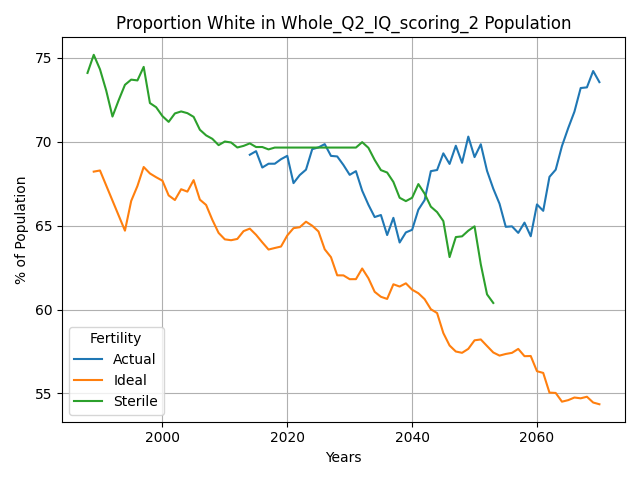 Proportion White in Whole_Q2_IQ_scoring_2 Population
% of Population
75
70
65
60
55
Fertility
Actual
Ideal
Sterile
2000
2020
2040
2060
Years